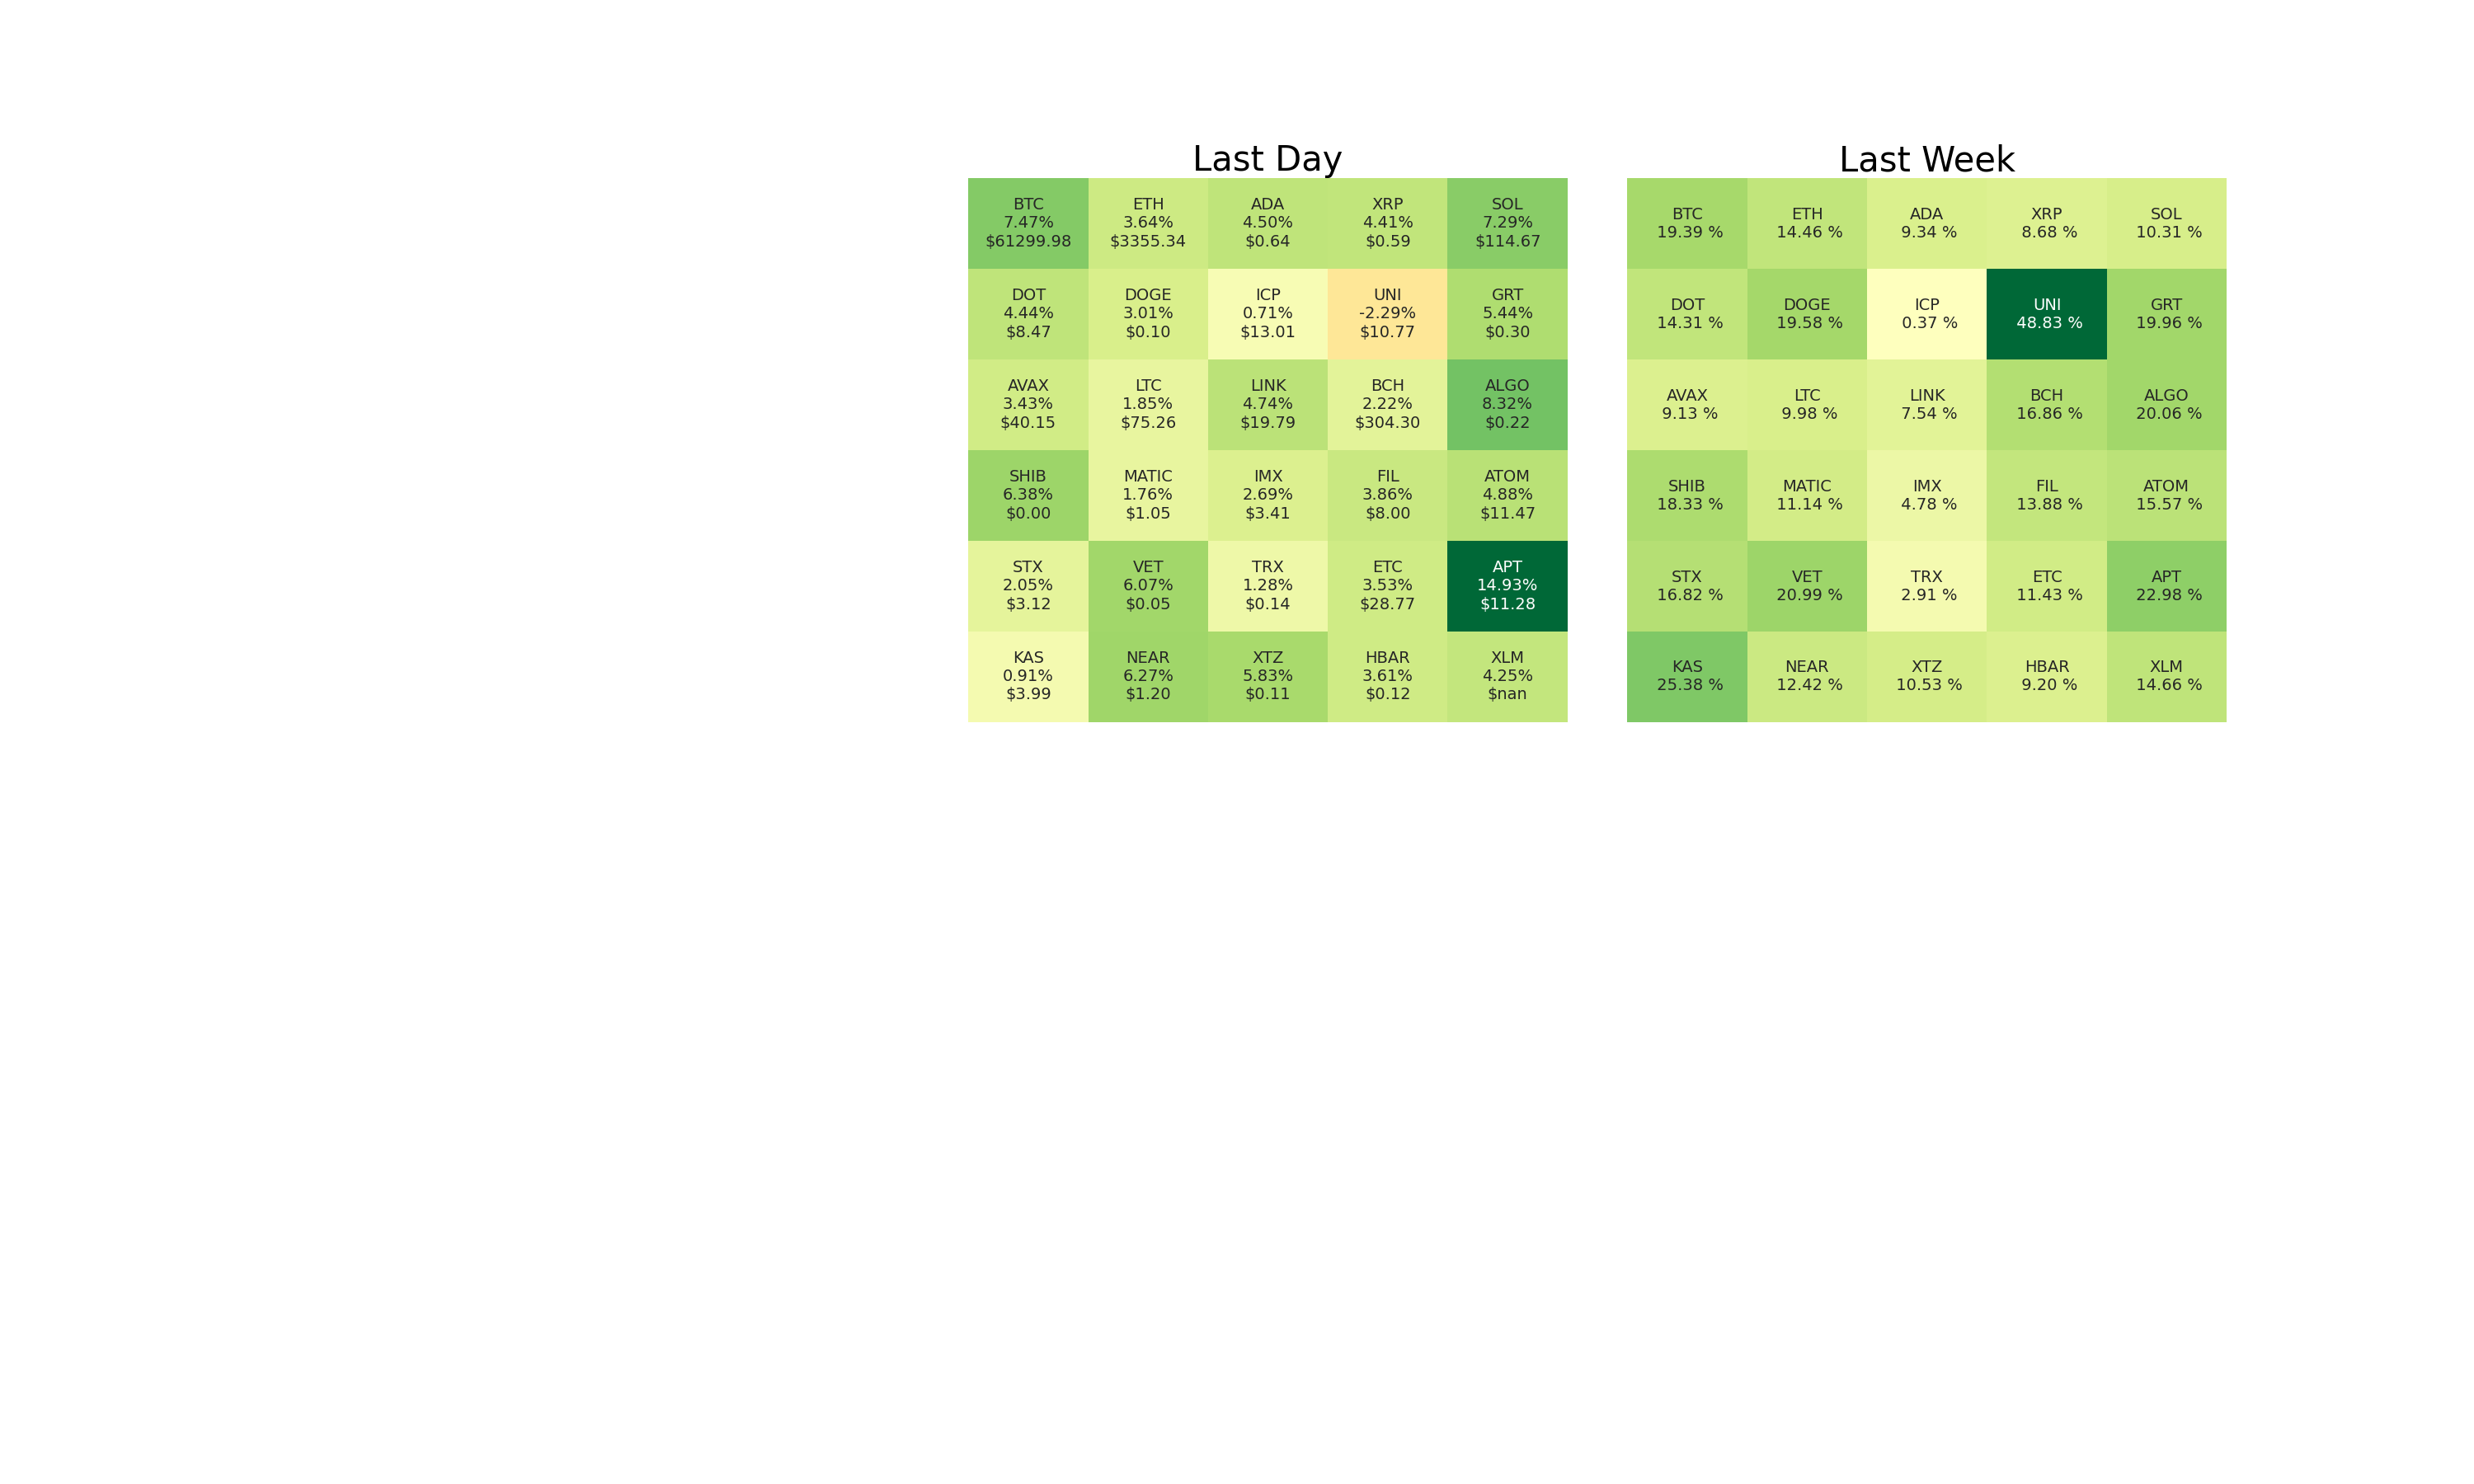 Last Day
BTC
7.47%
$61299.98
ETH
3.64%
$3355.34
ADA
4.50%
$0.64
XRP
4.41%
$0.59
SOL
7.29%
$114.67
DOT
4.44%
$8.47
DOGE
3.01%
$0.10
ICP
0.71%
$13.01
UNI
-2.29%
$10.77
GRT
5.44%
$0.30
AVAX
3.43%
$40.15
LTC
1.85%
$75.26
LINK
4.74%
$19.79
BCH
2.22%
$304.30
ALGO
8.32%
$0.22
SHIB
6.38%
$0.00
MATIC
1.76%
$1.05
IMX
2.69%
$3.41
FIL
3.86%
$8.00
ATOM
4.88%
$11.47
STX
2.05%
$3.12
VET
6.07%
$0.05
TRX
1.28%
$0.14
ETC
3.53%
$28.77
APT
14.93%
$11.28
KAS
0.91%
$3.99
NEAR
6.27%
$1.20
XTZ
5.83%
$0.11
HBAR
3.61%
$0.12
XLM
4.25%
$nan
Last Week
BTC
19.39 %
ETH
14.46 %
ADA
9.34 %
XRP
8.68 %
SOL
10.31 %
DOT
14.31 %
DOGE
19.58 %
ICP
0.37 %
UNI
48.83 %
GRT
19.96 %
AVAX
9.13 %
LTC
9.98 %
LINK
7.54 %
BCH
16.86 %
ALGO
20.06 %
SHIB
18.33 %
MATIC
11.14 %
IMX
4.78 %
FIL
13.88 %
ATOM
15.57 %
STX
16.82 %
VET
20.99 %
TRX
2.91 %
ETC
11.43 %
APT
22.98 %
KAS
25.38 %
NEAR
12.42 %
XTZ
10.53 %
HBAR
9.20 %
XLM
14.66 %